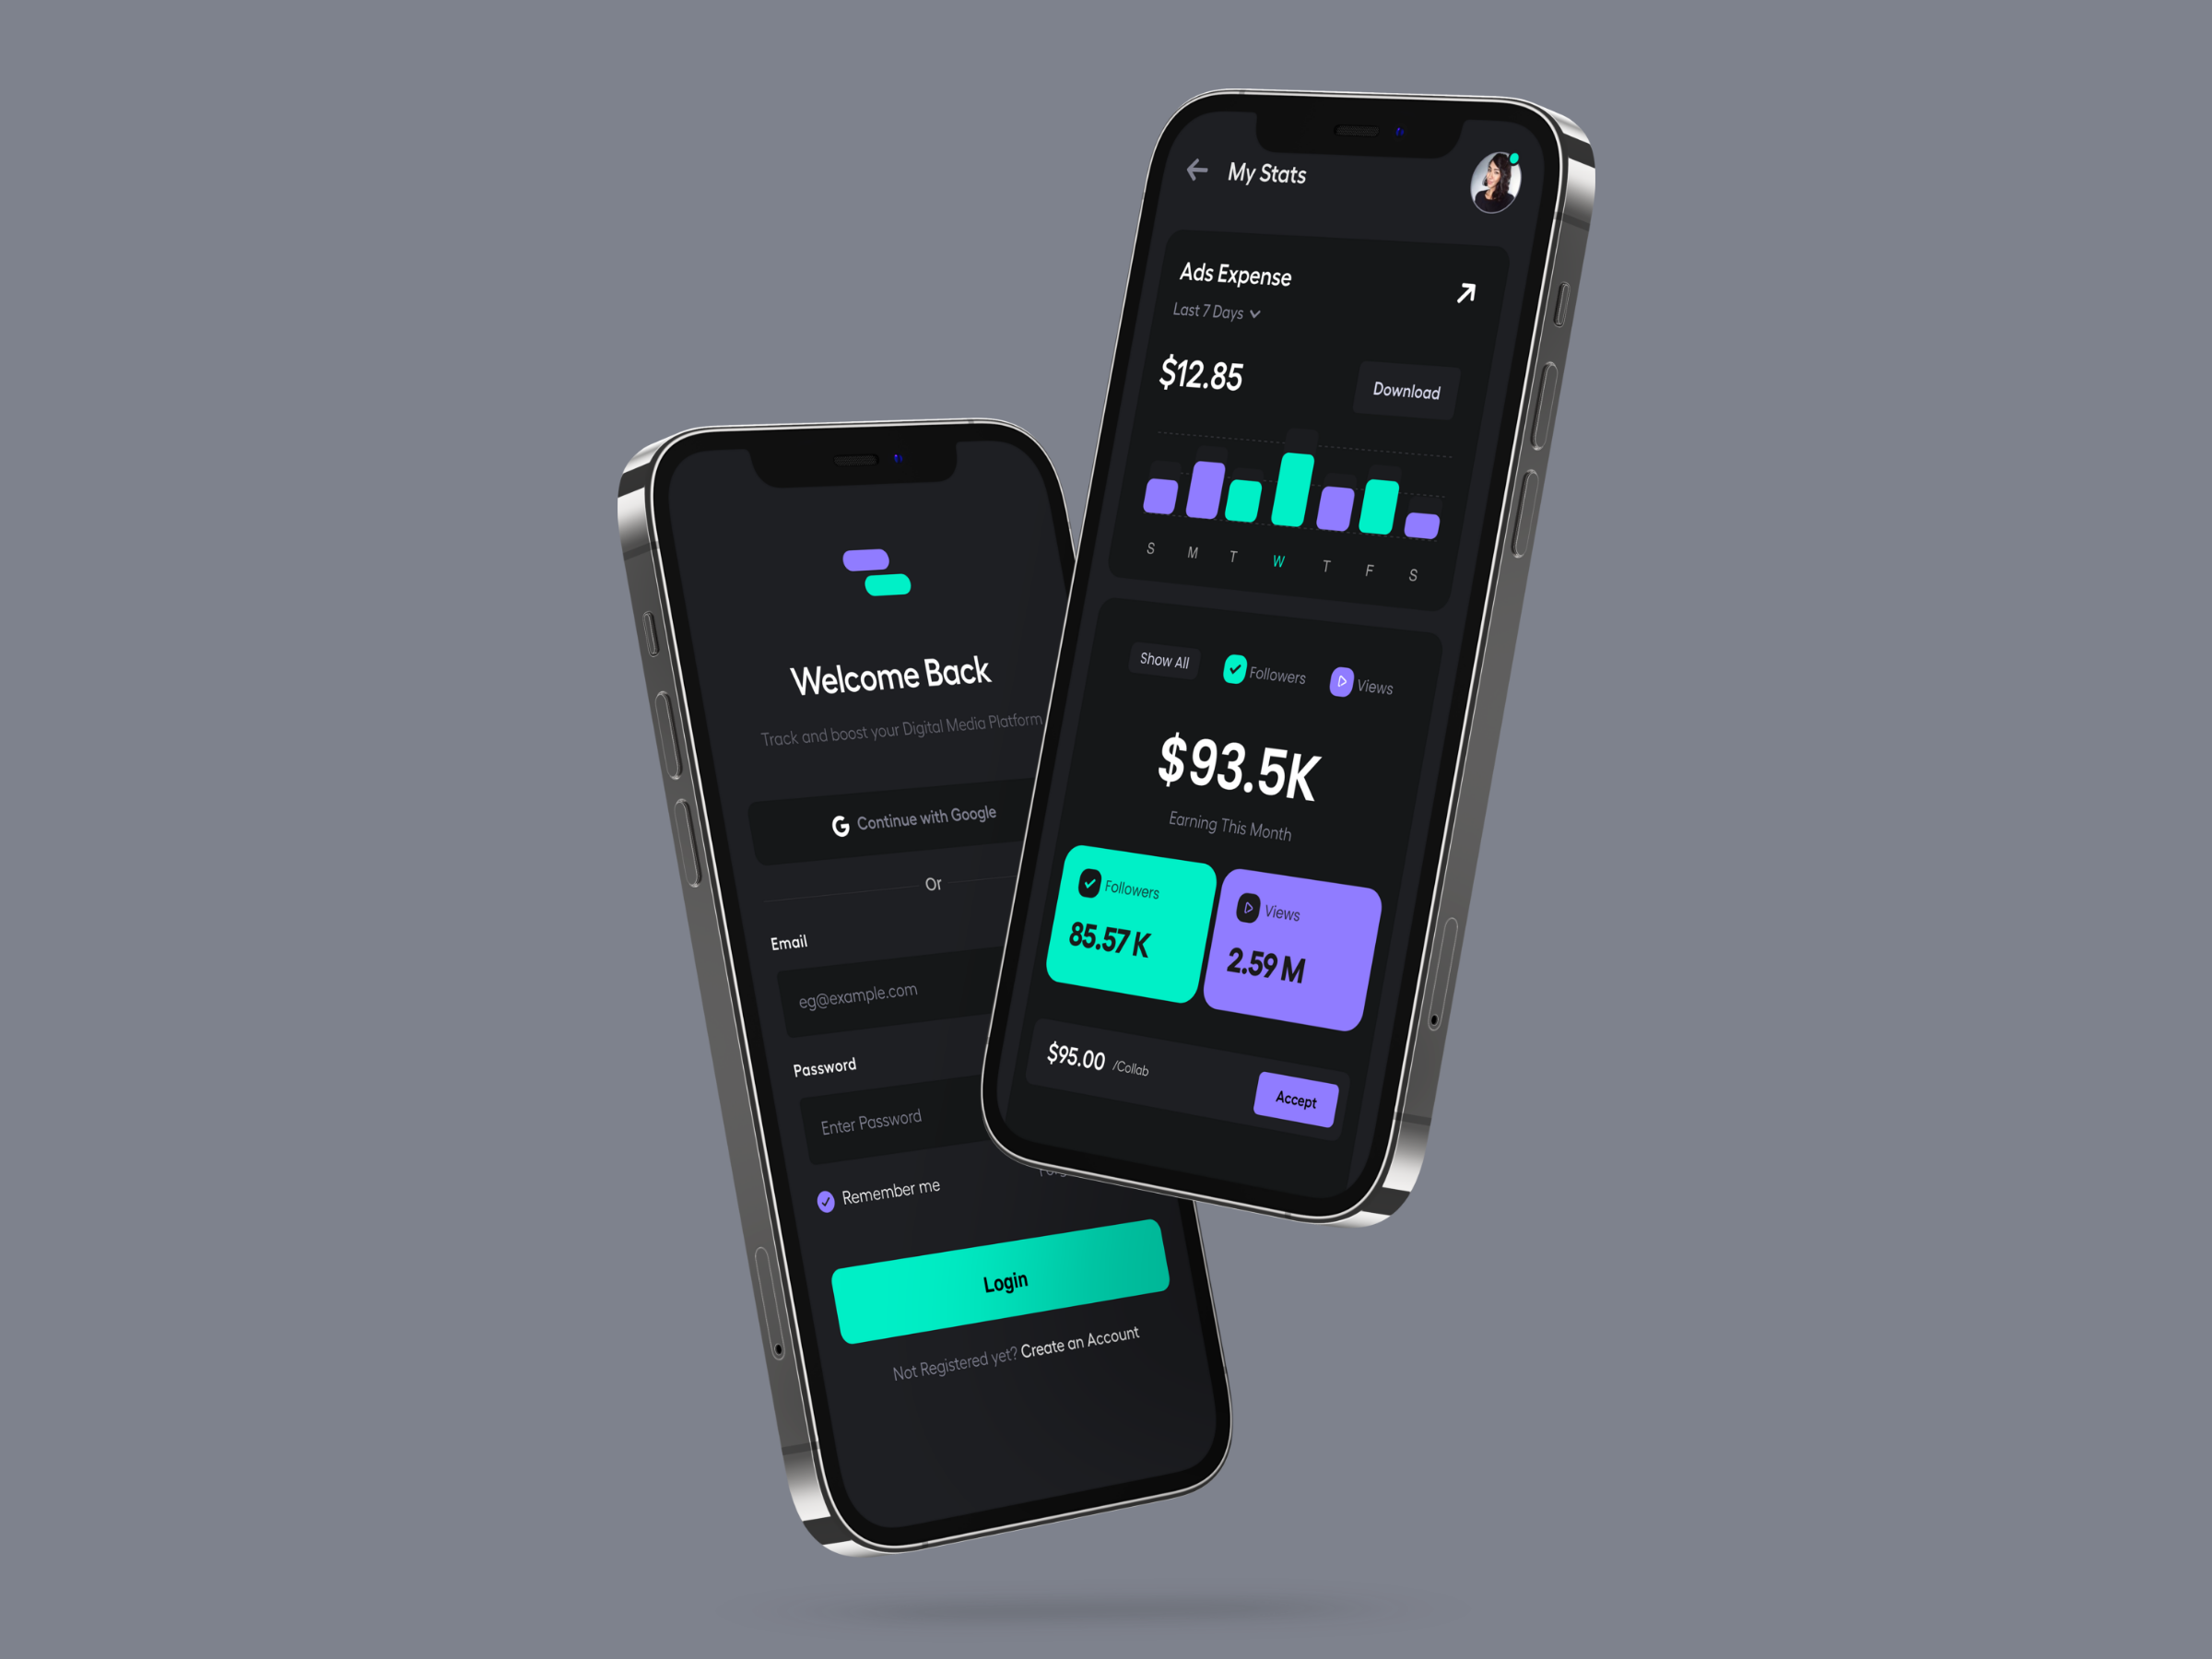 My Stats
Ads Expense
Last 7 Days
$12.85
Download
S M T W T F S
Show All Followers Views
$93.5K
Earning This Month
Followers
85.57 K
Views
2.59 M
$95.00 /Collab
Accept
Welcome Back
Track and boost your Digital Media Platform
G Continue with Google
Or
Email
eg@example.com
Password
Enter Password
Remember me
Login
Not Registered yet? Create an Account